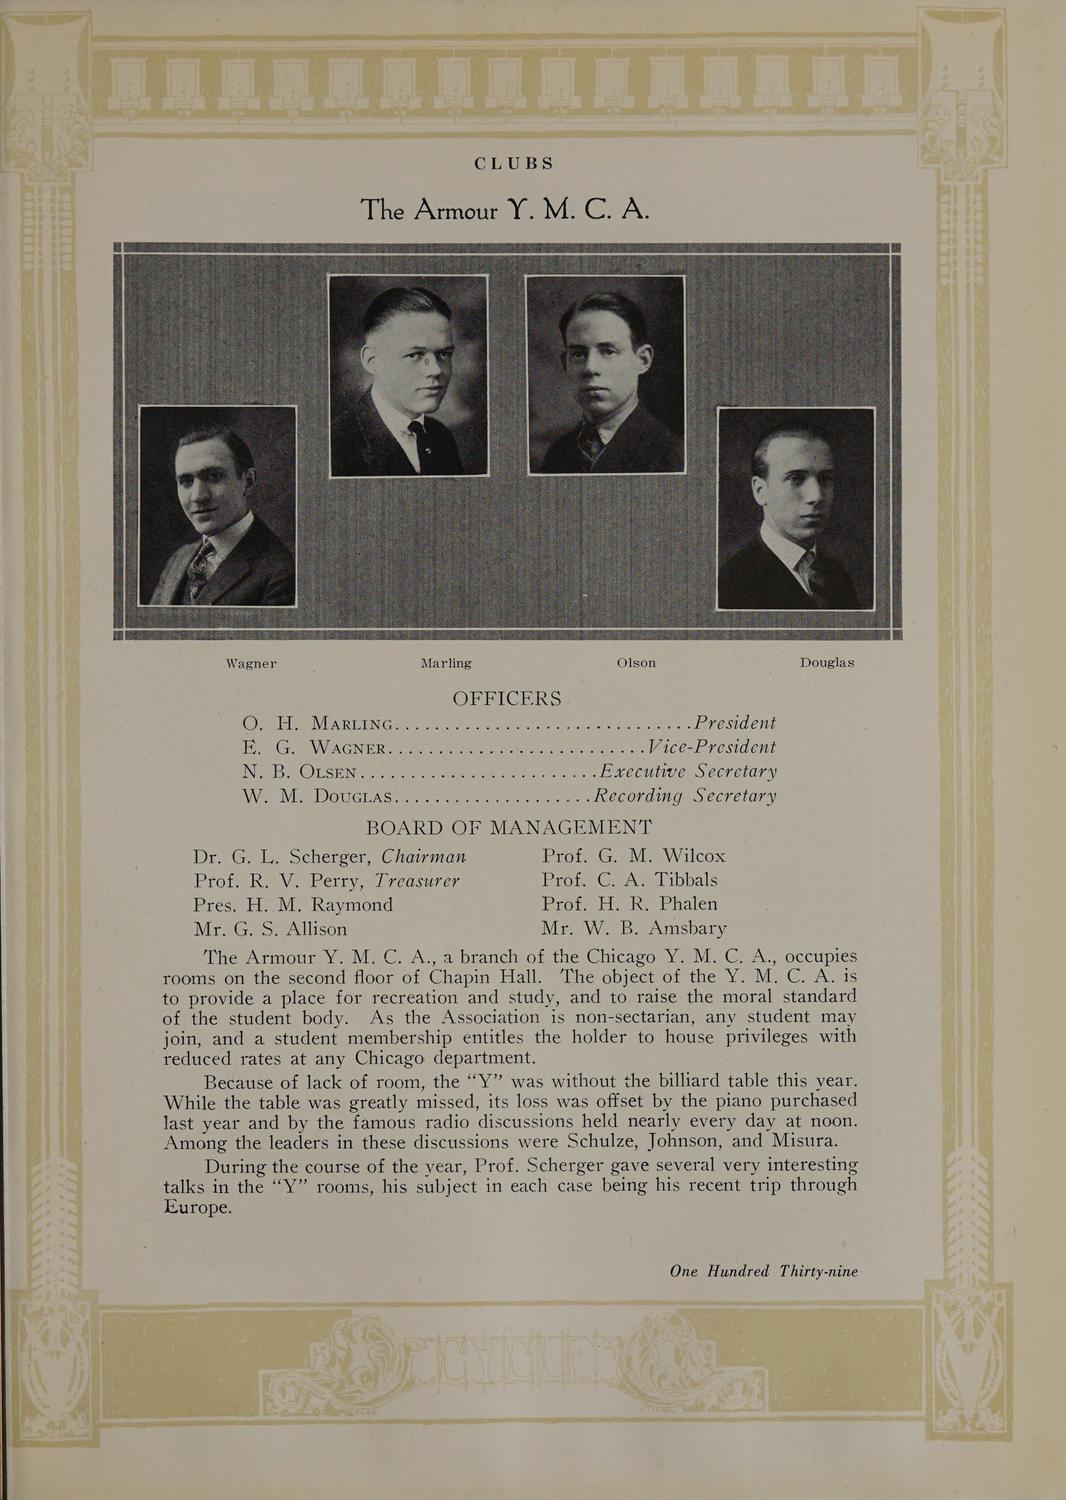 CLUBS
The Armour Y. M. C. A.
Wagner Marling Olson Douglas
OFFICERS
O. H. MARLING..............................President
E. G. WAGNER..........................Vice-President
N. B. OLSEN........................Executive Secretary
W. M. DOUGLAS....................Recording Secretary
BOARD OF MANAGEMENT
Dr. G. L. Scherger, Chairman Prof. G. M. Wilcox
Prof. R. V. Perry, Treasurer Prof. C. A. Tibbals
Pres. H. M. Raymond Prof. H. R. Phalen
Mr. G. S. Allison Mr. W. B. Amsbary
The Armour Y. M. C. A., a branch of the Chicago Y. M. C. A., occupies
rooms on the second floor of Chapin Hall. The object of the Y. M. C. A. is
to provide a place for recreation and study, and to raise the moral standard
of the student body. As the Association is non-sectarian, any student may
join, and a student membership entitles the holder to house privileges with
reduced rates at any Chicago department.
Because of lack of room, the “Y” was without the billiard table this year.
While the table was greatly missed, its loss was offset by the piano purchased
last year and by the famous radio discussions held nearly every day at noon.
Among the leaders in these discussions were Schulze, Johnson, and Misura.
During the course of the year, Prof. Scherger gave several very interesting
talks in the “Y” rooms, his subject in each case being his recent trip through
Europe.
One Hundred Thirty-nine
CYCLE